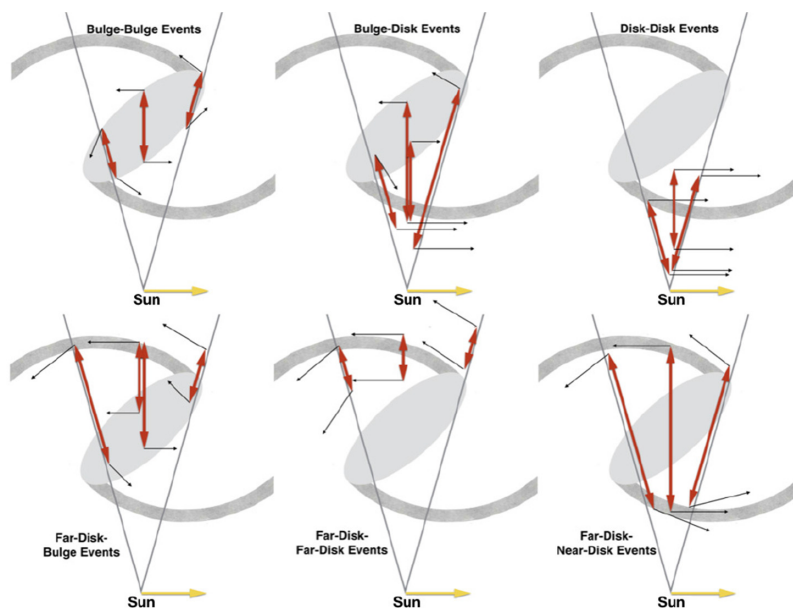 Bulge-Bulge Events
Bulge-Disk Events
Disk-Disk Events
Sun
Sun
Sun
Far-Disk-
Bulge Events
Far-Disk-
Far-Disk Events
Far-Disk-
Near-Disk Events
Sun
Sun
Sun